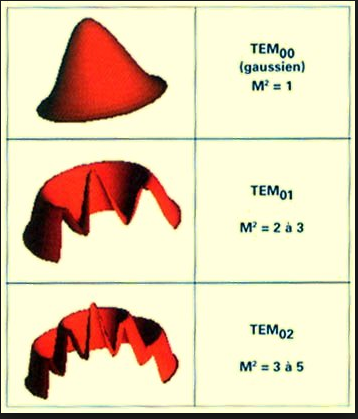 TEM00
(gaussien)
M² = 1
TEM01
M² = 2 à 3
TEM02
M² = 3 à 5